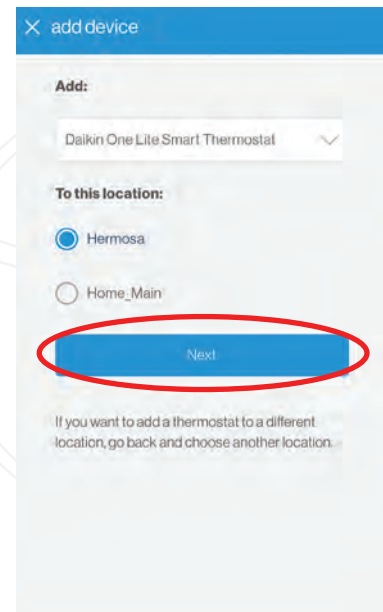 add device
Add:
Daikin One Lite Smart Thermostat
To this location:
Hermosa
Home_Main
Next
If you want to add a thermostat to a different
location, go back and choose another location.